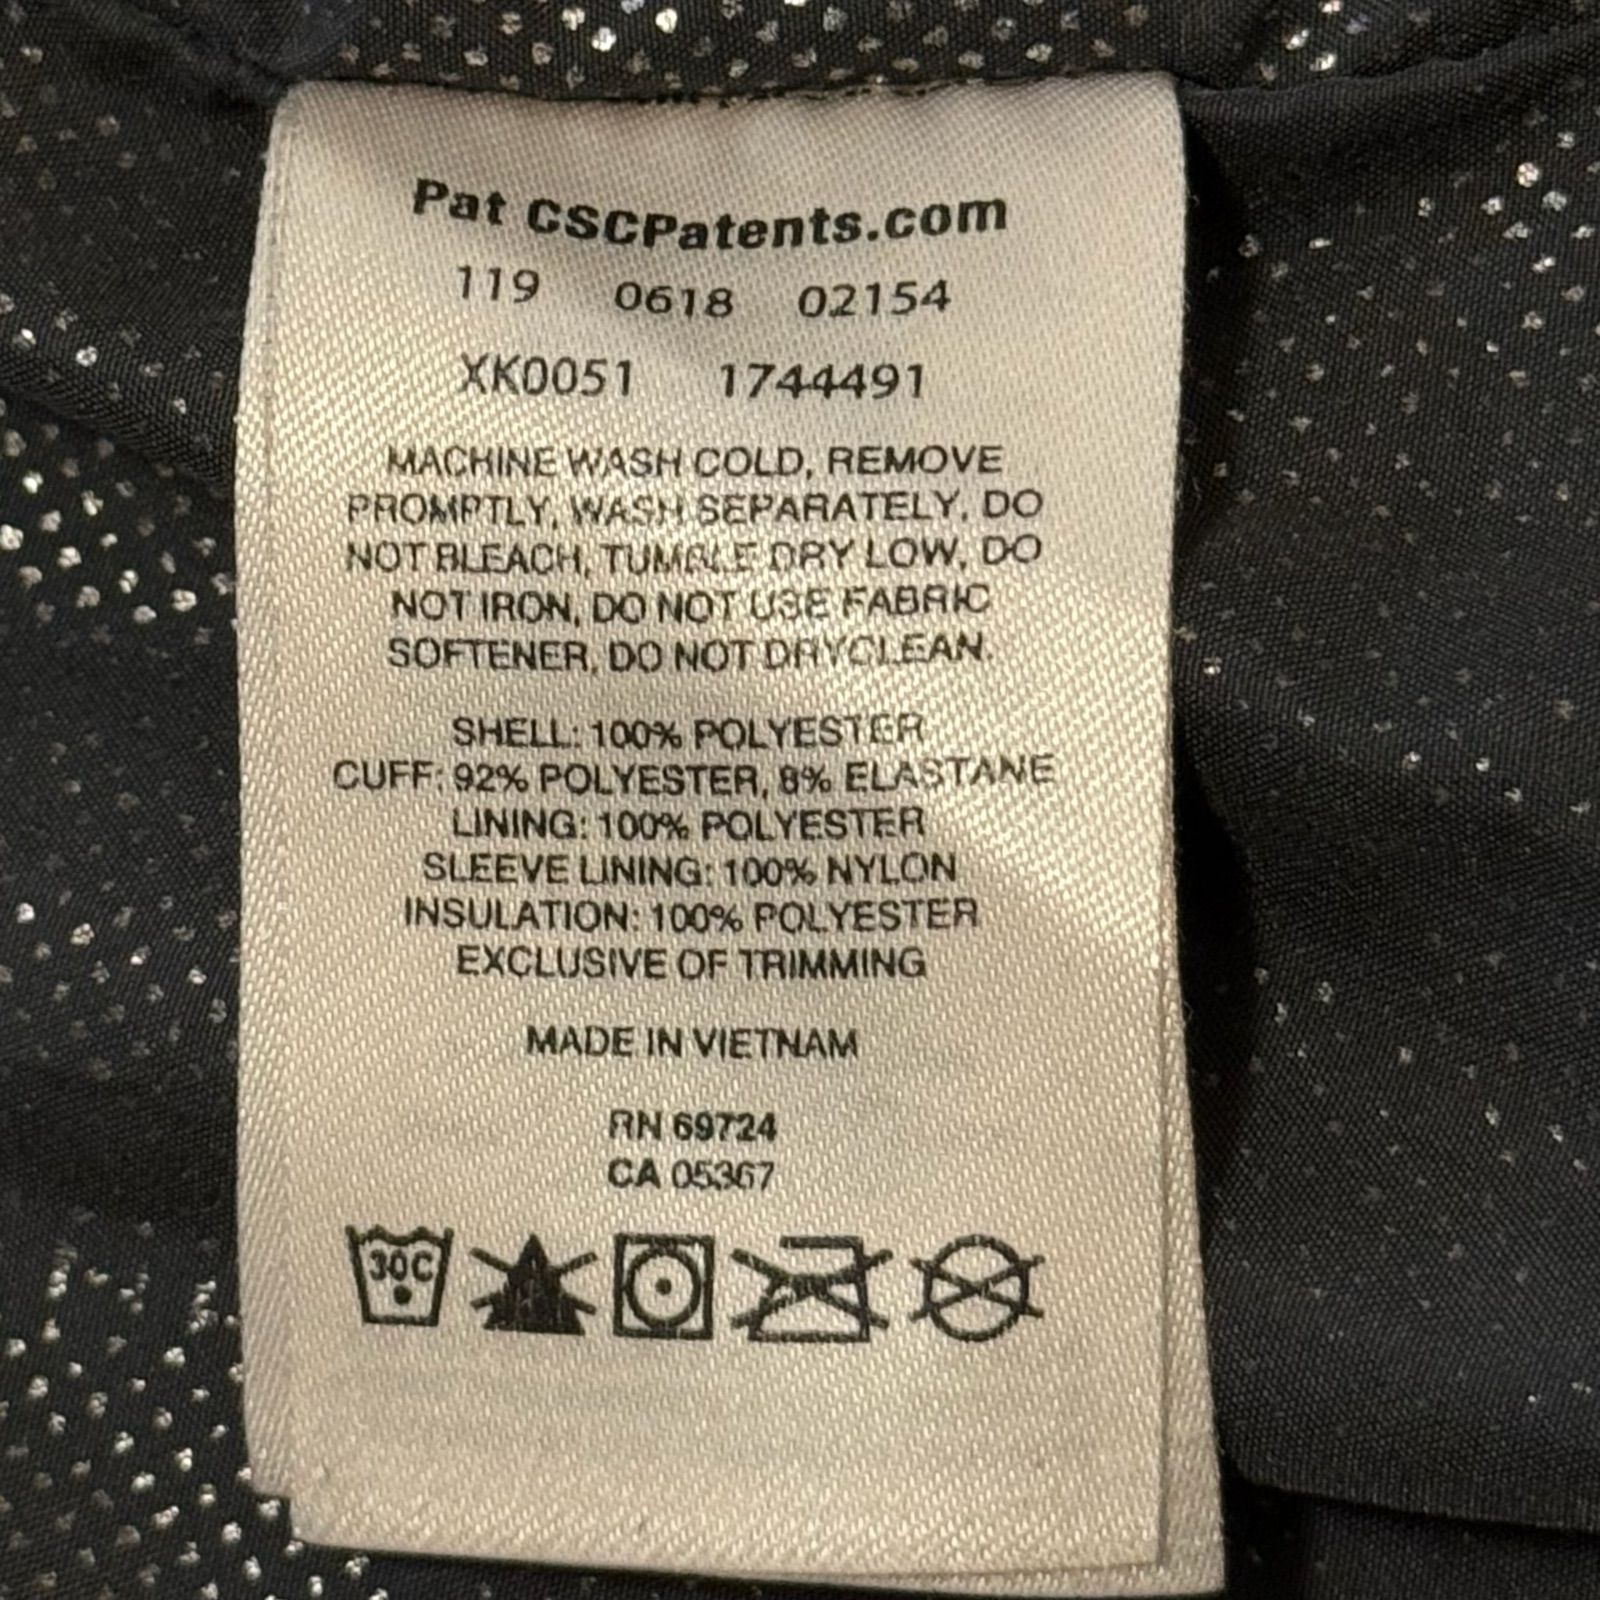 Pat CSCPatents.com
119 0618 02154
XK0051 1744491
MACHINE WASH COLD, REMOVE
PROMPTLY, WASH SEPARATELY, DO
NOT BLEACH, TUMBLE DRY LOW, DO
NOT IRON, DO NOT USE FABRIC
SOFTENER, DO NOT DRYCLEAN.
SHELL: 100% POLYESTER
CUFF: 92% POLYESTER, 8% ELASTANE
LINING: 100% POLYESTER
SLEEVE LINING: 100% NYLON
INSULATION: 100% POLYESTER
EXCLUSIVE OF TRIMMING
MADE IN VIETNAM
RN 69724
CA 05367
30C